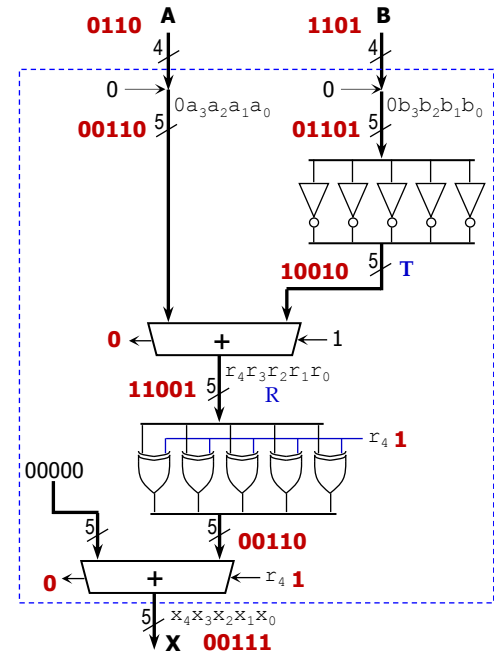 A B
0110 1101
4 4
0 0
0a3a2a1a0 0b3b2b1b0
00110 5 01101 5
10010 5 T
0 + 1
r4r3r2r1r0
11001 5 R
r4 1
00000
5 5 00110
0 + r4 1
5 x4x3x2x1x0
X 00111